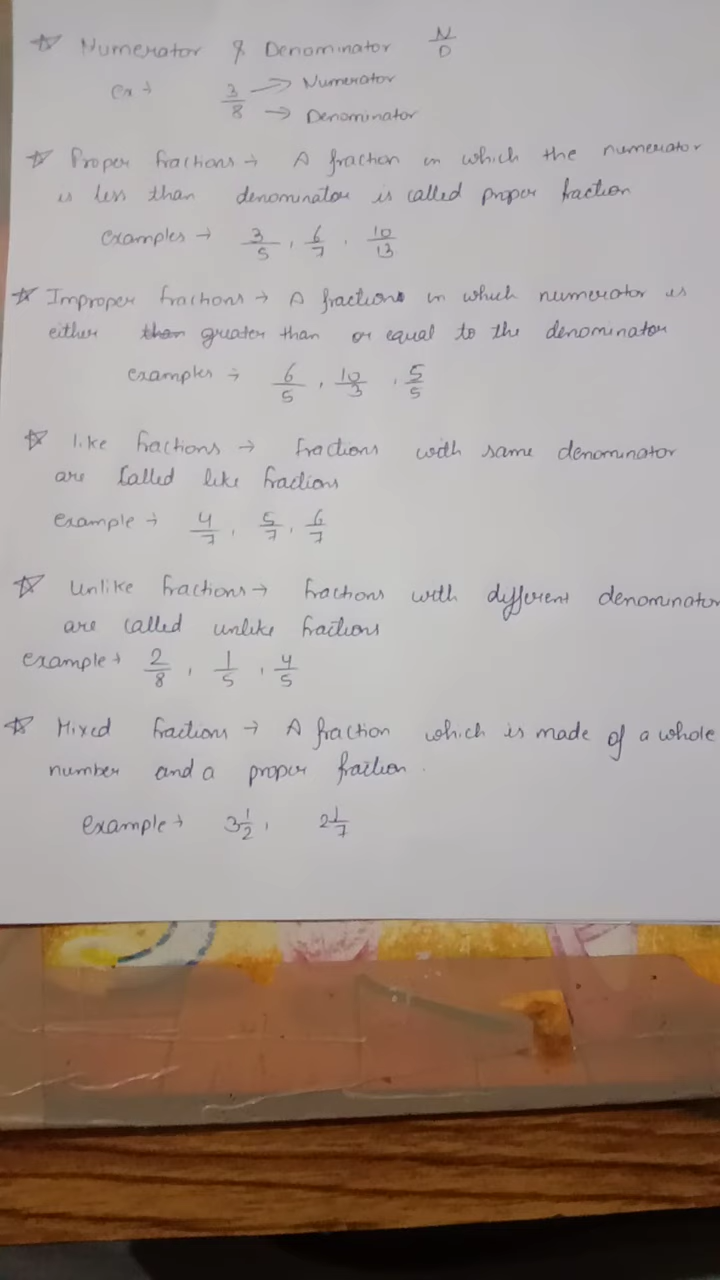 ☆ Numerator & Denominator N/D
ex → 3/8 → Numerator
→ Denominator
☆ Proper fractions → A fraction in which the numerator
is less than denominator is called proper fraction
examples → 3/5, 6/7, 10/13
☆ Improper fractions → A fractions in which numerator is
either than greater than or equal to the denominator
examples → 6/5, 10/3, 5/5
☆ like fractions → fractions with same denominator
are called like fractions
example → 4/7, 5/7, 6/7
☆ Unlike fractions → fractions with different denominator
are called unlike fractions
example → 2/8, 1/5, 4/5
☆ Mixed fractions → A fraction which is made of a whole
number and a proper fraction.
example → 3 1/2, 2 1/7